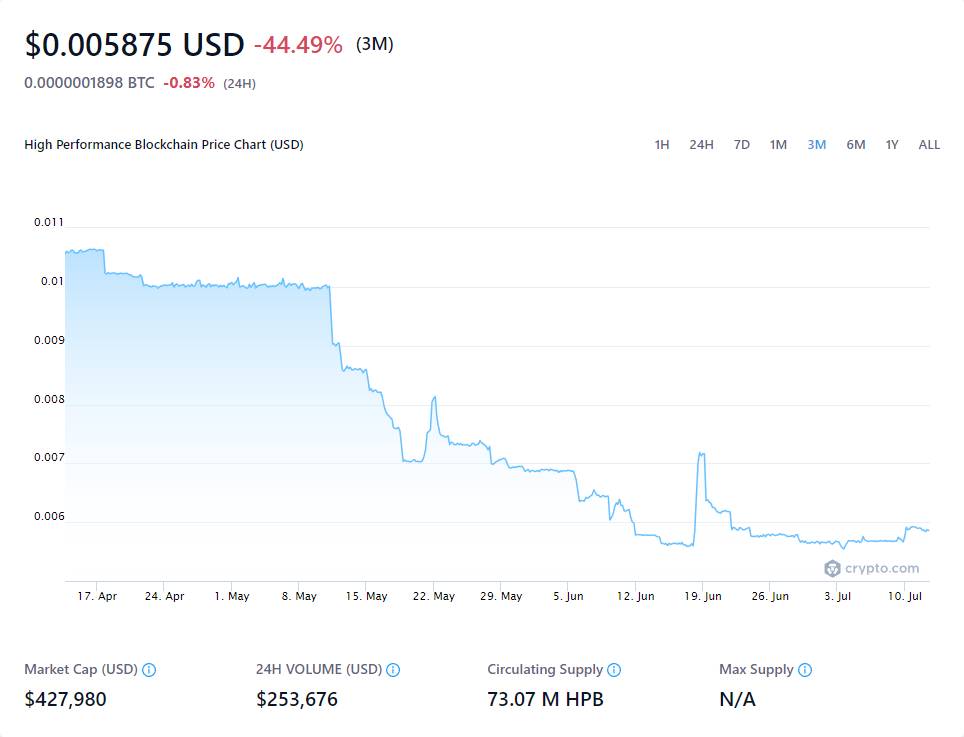 $0.005875 USD -44.49% (3M)
0.0000001898 BTC -0.83% (24H)
High Performance Blockchain Price Chart (USD)
1H 24H 7D 1M 3M 6M 1Y ALL
0.011
0.01
0.009
0.008
0.007
0.006
crypto.com
17. Apr 24. Apr 1. May 8. May 15. May 22. May 29. May 5. Jun 12. Jun 19. Jun 26. Jun 3. Jul 10. Jul
Market Cap (USD) 24H VOLUME (USD) Circulating Supply Max Supply
$427,980 $253,676 73.07 M HPB N/A